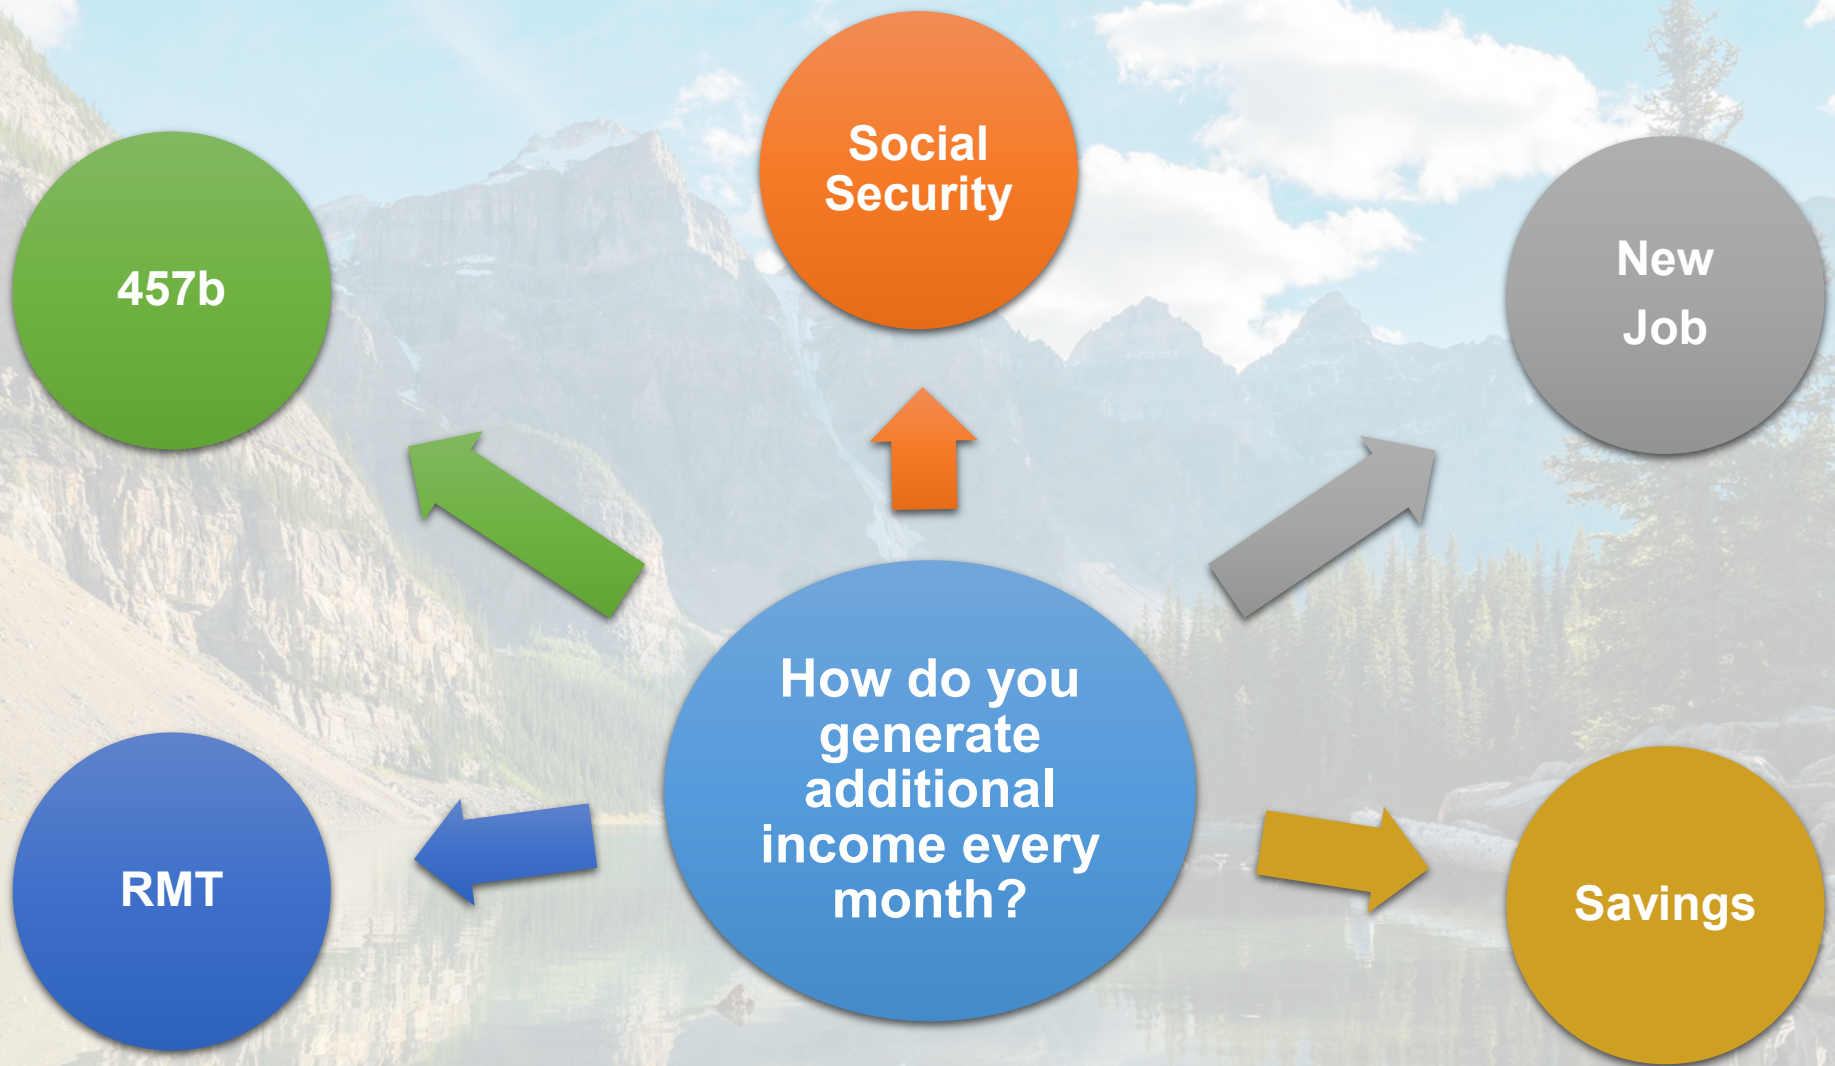 Social
Security
457b
New
Job
How do you
generate
additional
income every
month?
RMT
Savings